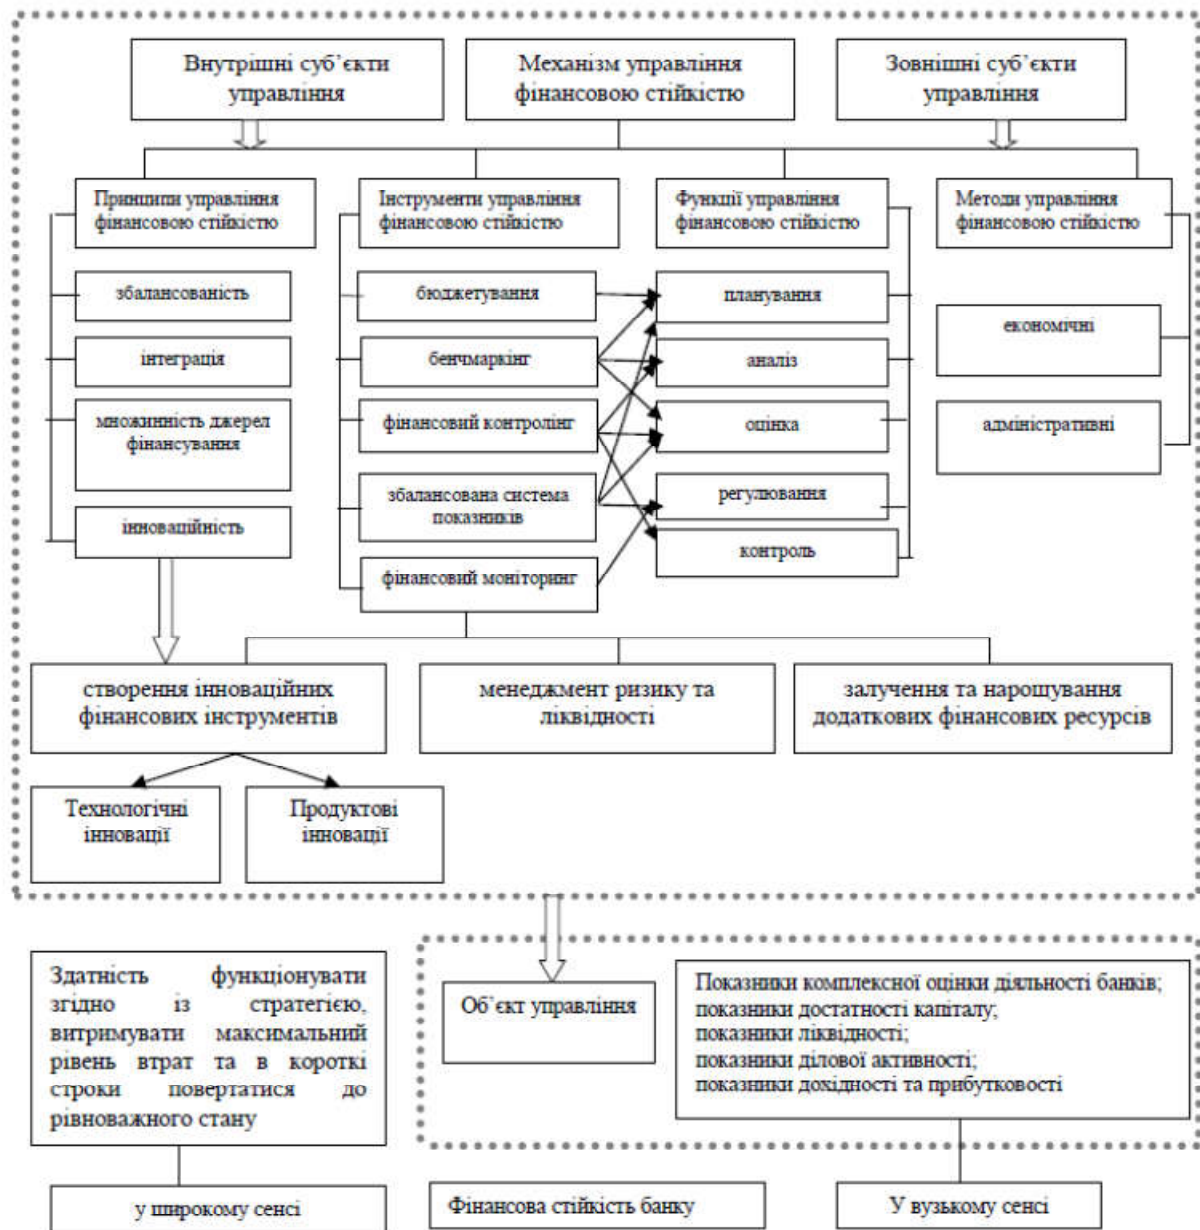 Внутрішні суб’єкти
управління
Механізм управління
фінансовою стійкістю
Зовнішні суб’єкти
управління
Принципи управління
фінансовою стійкістю
Інструменти управління
фінансовою стійкістю
Функції управління
фінансовою стійкістю
Методи управління
фінансовою стійкістю
збалансованість
бюджетування
планування
економічні
інтеграція
бенчмаркінг
аналіз
множинність джерел
фінансування
фінансовий контролінг
оцінка
адміністративні
збалансована система
показників
регулювання
інноваційність
контроль
фінансовий моніторинг
створення інноваційних
фінансових інструментів
менеджмент ризику та
ліквідності
залучення та нарощування
додаткових фінансових ресурсів
Технологічні
інновації
Продуктові
інновації
Здатність функціонувати
згідно із стратегією,
витримувати максимальний
рівень втрат та в короткі
строки повертатися до
рівноважного стану
Об’єкт управління
Показники комплексної оцінки діяльності банків;
показники достатності капіталу;
показники ліквідності;
показники ділової активності;
показники дохідності та прибутковості
у широкому сенсі
Фінансова стійкість банку
У вузькому сенсі